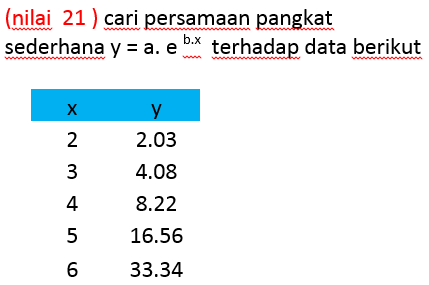 (nilai 21 ) cari persamaan pangkat
sederhana y = a. e b.x terhadap data berikut
x y
2 2.03
3 4.08
4 8.22
5 16.56
6 33.34